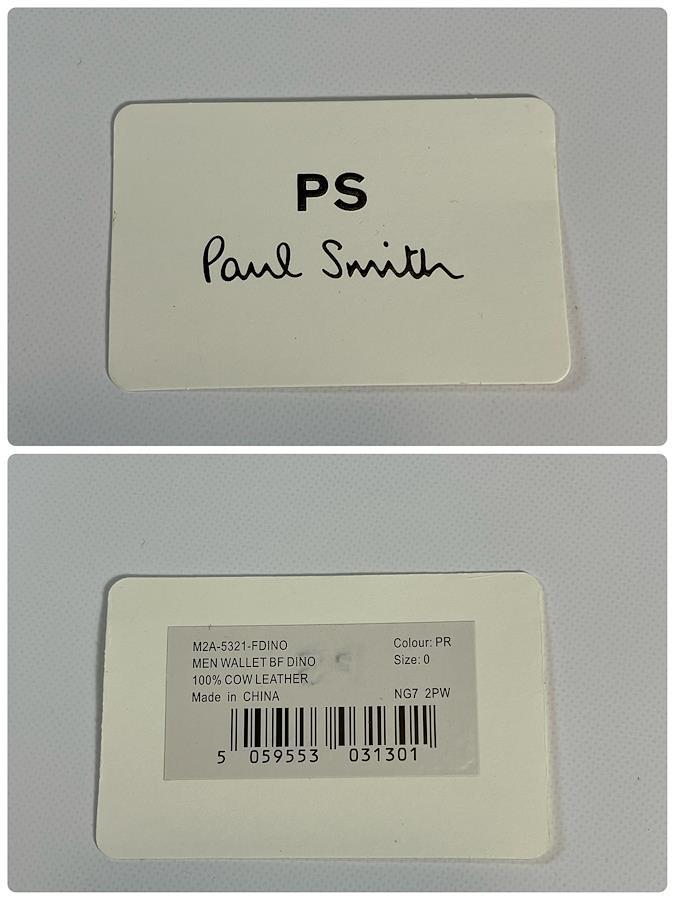 PS
Paul Smith
M2A-5321-FDINO Colour: PR
MEN WALLET BF DINO Size: 0
100% COW LEATHER
Made in CHINA NG7 2PW
5 059553 031301